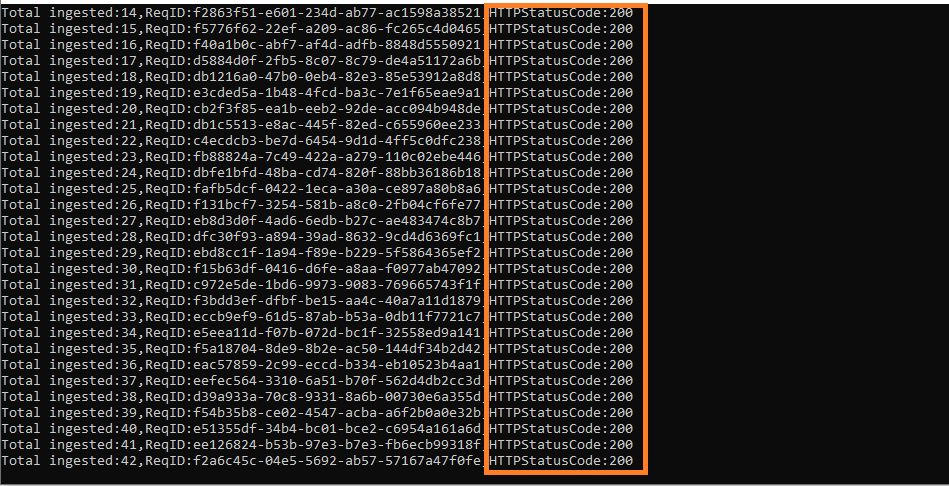 Total ingested:14,ReqID:f2863f51-e601-234d-ab77-ac1598a38521,HTTPStatusCode:200
Total ingested:15,ReqID:f5776f62-22ef-a209-ac86-fc265c4d0465,HTTPStatusCode:200
Total ingested:16,ReqID:f40a1b0c-abf7-af4d-adfb-8848d5550921,HTTPStatusCode:200
Total ingested:17,ReqID:d5884d0f-2fb5-8c07-8c79-de4a51172a6b,HTTPStatusCode:200
Total ingested:18,ReqID:db1216a0-47b0-0eb4-82e3-85e53912a8d8,HTTPStatusCode:200
Total ingested:19,ReqID:e3cded5a-1b48-4fcd-ba3c-7e1f65eae9a1,HTTPStatusCode:200
Total ingested:20,ReqID:cb2f3f85-ea1b-eeb2-92de-acc094b948de,HTTPStatusCode:200
Total ingested:21,ReqID:db1c5513-e8ac-445f-82ed-c655960ee233,HTTPStatusCode:200
Total ingested:22,ReqID:c4ecdcb3-be7d-6454-9d1d-4ff5c0dfc238,HTTPStatusCode:200
Total ingested:23,ReqID:fb88824a-7c49-422a-a279-110c02ebe446,HTTPStatusCode:200
Total ingested:24,ReqID:dbfe1bfd-48ba-cd74-820f-88bb36186b18,HTTPStatusCode:200
Total ingested:25,ReqID:fafb5dcf-0422-1eca-a30a-ce897a80b8a6,HTTPStatusCode:200
Total ingested:26,ReqID:f131bcf7-3254-581b-a8c0-2fb04cf6fe77,HTTPStatusCode:200
Total ingested:27,ReqID:eb8d3d0f-4ad6-6edb-b27c-ae483474c8b7,HTTPStatusCode:200
Total ingested:28,ReqID:dfc30f93-a894-39ad-8632-9cd4d6369fc1,HTTPStatusCode:200
Total ingested:29,ReqID:ebd8cc1f-1a94-f89e-b229-5f5864365ef2,HTTPStatusCode:200
Total ingested:30,ReqID:f15b63df-0416-d6fe-a8aa-f0977ab47092,HTTPStatusCode:200
Total ingested:31,ReqID:c972e5de-1bd6-9973-9083-769665743f1f,HTTPStatusCode:200
Total ingested:32,ReqID:f3bdd3ef-dfbf-be15-aa4c-40a7a11d1879,HTTPStatusCode:200
Total ingested:33,ReqID:eccb9ef9-61d5-87ab-b53a-0db11f7721c7,HTTPStatusCode:200
Total ingested:34,ReqID:e5eea11d-f07b-072d-bc1f-32558ed9a141,HTTPStatusCode:200
Total ingested:35,ReqID:f5a18704-8de9-8b2e-ac50-144df34b2d42,HTTPStatusCode:200
Total ingested:36,ReqID:eac57859-2c99-eccd-b334-eb10523b4aa1,HTTPStatusCode:200
Total ingested:37,ReqID:eefec564-3310-6a51-b70f-562d4db2cc3d,HTTPStatusCode:200
Total ingested:38,ReqID:d39a933a-70c8-9331-8a6b-00730e6a355d,HTTPStatusCode:200
Total ingested:39,ReqID:f54b35b8-ce02-4547-acba-a6f2b0a0e32b,HTTPStatusCode:200
Total ingested:40,ReqID:e51355df-34b4-bc01-bce2-c6954a161a6d,HTTPStatusCode:200
Total ingested:41,ReqID:ee126824-b53b-97e3-b7e3-fb6ecb99318f,HTTPStatusCode:200
Total ingested:42,ReqID:f2a6c45c-04e5-5692-ab57-57167a47f0fe,HTTPStatusCode:200